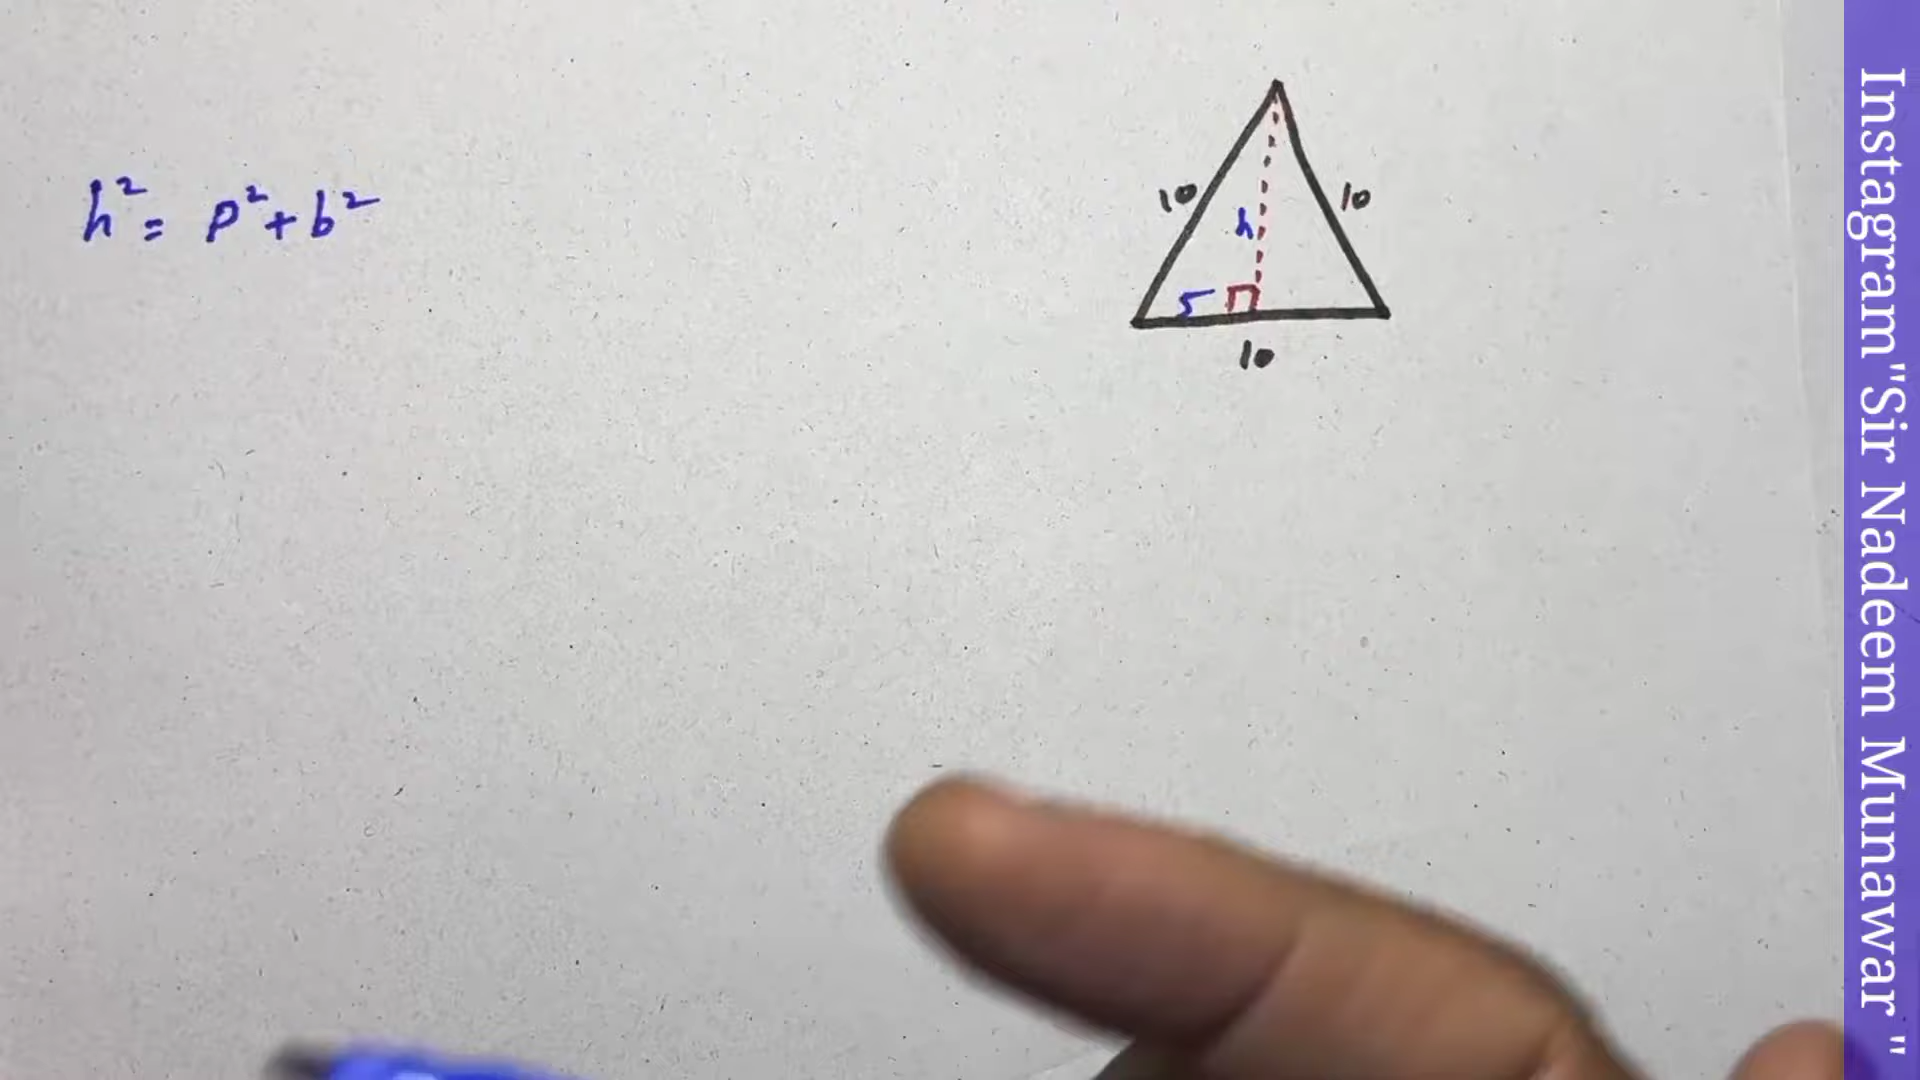 h² = P² + b²
10
10
h
5
10
Instagram"Sir Nadeem Munawar"